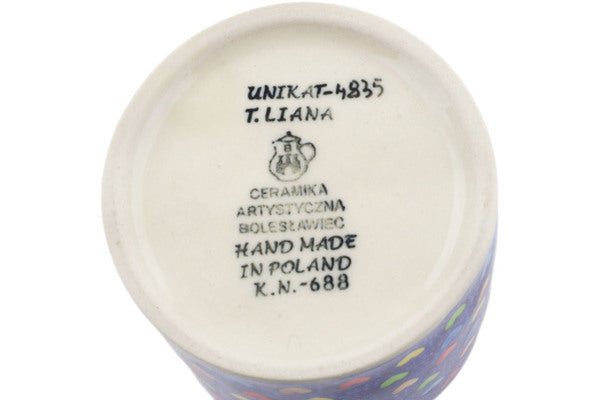 UNIKAT-4835
T.LIANA
CERAMIKA
ARTYSTYCZNA
BOLESŁAWIEC
HAND MADE
IN POLAND
K.N.-688